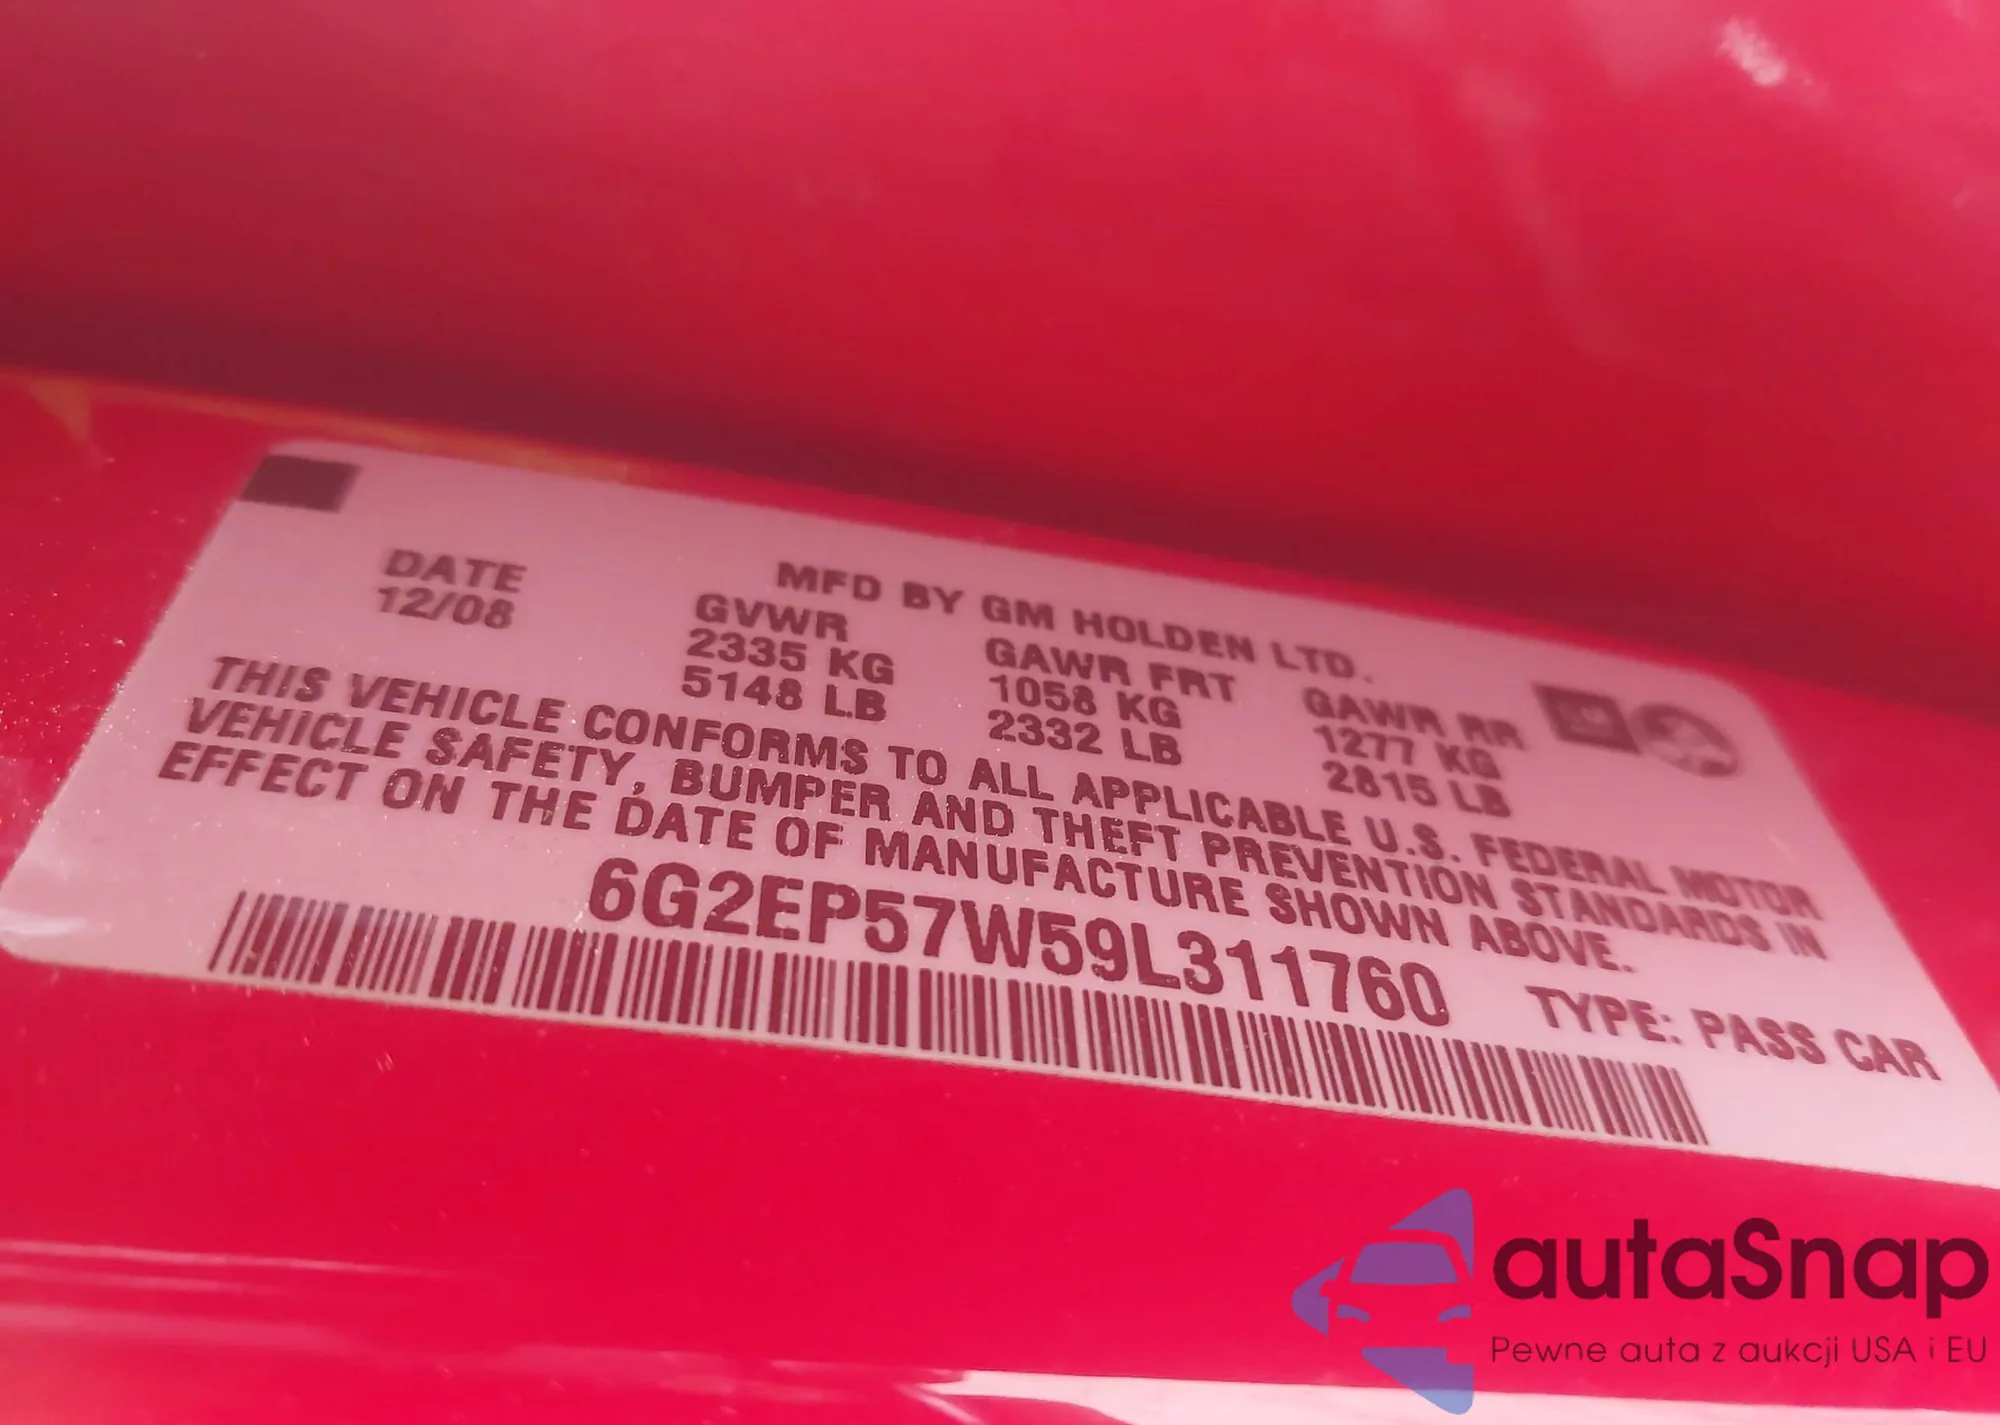 MFD BY GM HOLDEN LTD.
DATE GVWR GAWR FRT GAWR RR
12/08 2335 KG 1058 KG 1277 KG
5148 LB 2332 LB 2815 LB
THIS VEHICLE CONFORMS TO ALL APPLICABLE U.S. FEDERAL MOTOR
VEHICLE SAFETY, BUMPER AND THEFT PREVENTION STANDARDS IN
EFFECT ON THE DATE OF MANUFACTURE SHOWN ABOVE.
6G2EP57W59L311760
TYPE: PASS CAR
autaSnap
Pewne auta z aukcji USA i EU